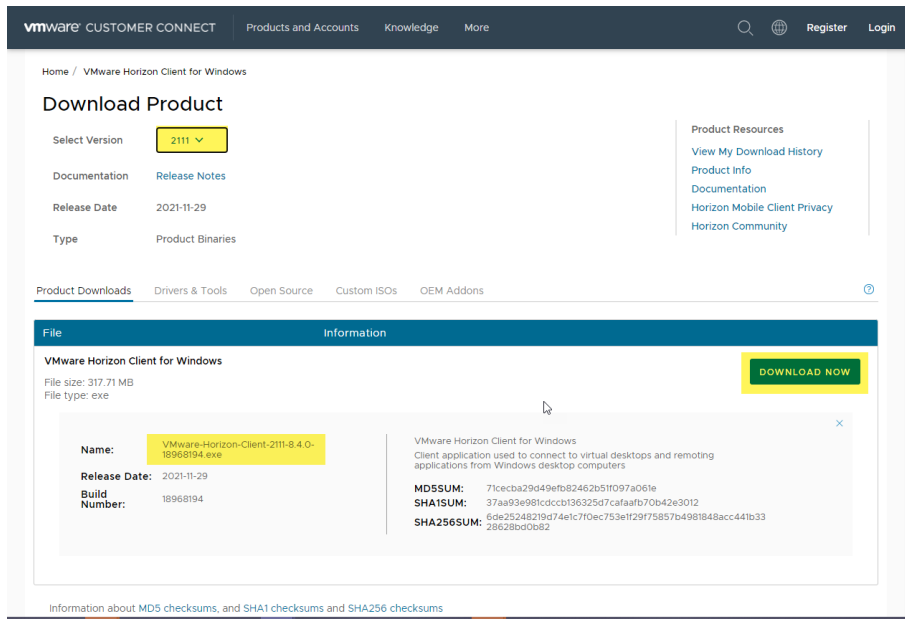 vmware CUSTOMER CONNECT Products and Accounts Knowledge More Register Login
Home / VMware Horizon Client for Windows
Download Product
Select Version 2111
Documentation Release Notes
Release Date 2021-11-29
Type Product Binaries
Product Resources
View My Download History
Product Info
Documentation
Horizon Mobile Client Privacy
Horizon Community
Product Downloads Drivers & Tools Open Source Custom ISOs OEM Addons
File Information
VMware Horizon Client for Windows
File size: 317.71 MB
File type: exe
DOWNLOAD NOW
Name: VMware-Horizon-Client-2111-8.4.0-
18968194.exe
Release Date: 2021-11-29
Build
Number: 18968194
VMware Horizon Client for Windows
Client application used to connect to virtual desktops and remoting
applications from Windows desktop computers
MD5SUM: 71cecba29d49efb82462b51f097a061e
SHA1SUM: 37aa93e981cdccb136325d7cafaafb70b42e3012
SHA256SUM: 6de25248219d74e1c7f0ec753e1f29f75857b4981848acc441b33
28628bd0b82
Information about MD5 checksums, and SHA1 checksums and SHA256 checksums